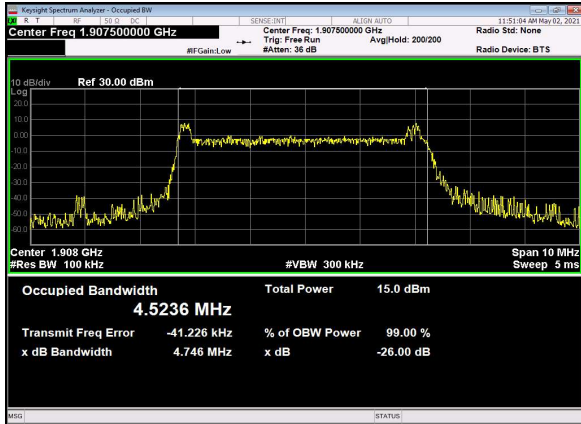 Keysight Spectrum Analyzer - Occupied BW
R T RF 50 Ω DC SENSE:INT ALIGN AUTO 11:51:04 AM May 02, 2021
Center Freq 1.907500000 GHz
Center Freq: 1.907500000 GHz Radio Std: None
Trig: Free Run Avg|Hold: 200/200
#IFGain:Low #Atten: 36 dB Radio Device: BTS
10 dB/div Ref 30.00 dBm
Log
20.0
10.0
0.00
-10.0
-20.0
-30.0
-40.0
-50.0
-60.0
Center 1.908 GHz Span 10 MHz
#Res BW 100 kHz #VBW 300 kHz Sweep 5 ms
Occupied Bandwidth Total Power 15.0 dBm
4.5236 MHz
Transmit Freq Error -41.226 kHz % of OBW Power 99.00 %
x dB Bandwidth 4.746 MHz x dB -26.00 dB
MSG STATUS